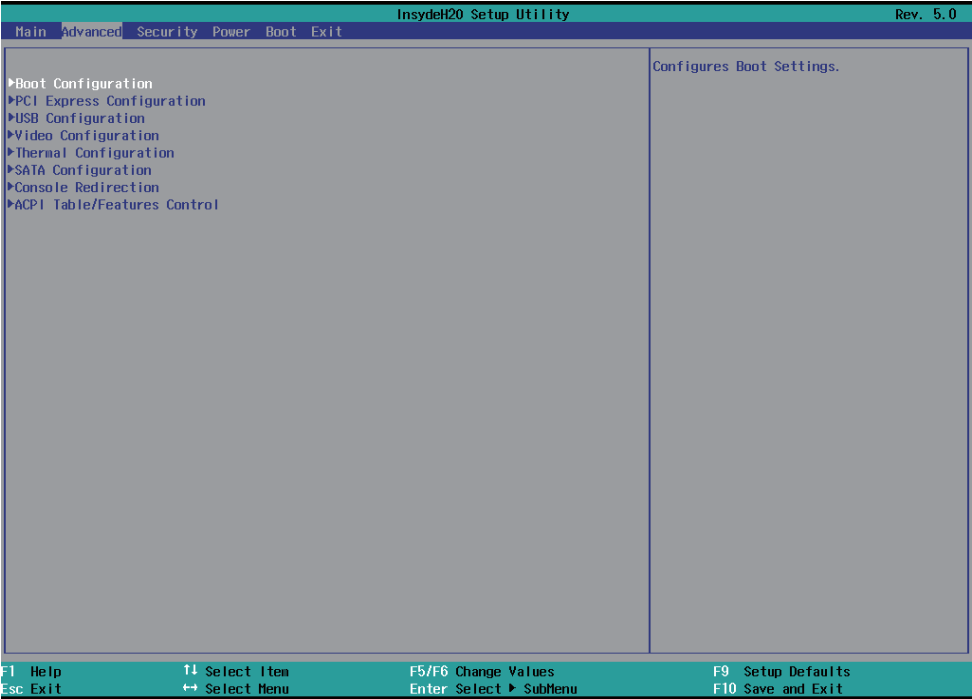 InsydeH20 Setup Utility Rev. 5.0
Main Advanced Security Power Boot Exit
Configures Boot Settings.
▶Boot Configuration
▶PCI Express Configuration
▶USB Configuration
▶Video Configuration
▶Thermal Configuration
▶SATA Configuration
▶Console Redirection
▶ACPI Table/Features Control
F1 Help ↑↓ Select Item F5/F6 Change Values F9 Setup Defaults
Esc Exit ↔ Select Menu Enter Select ▶ SubMenu F10 Save and Exit